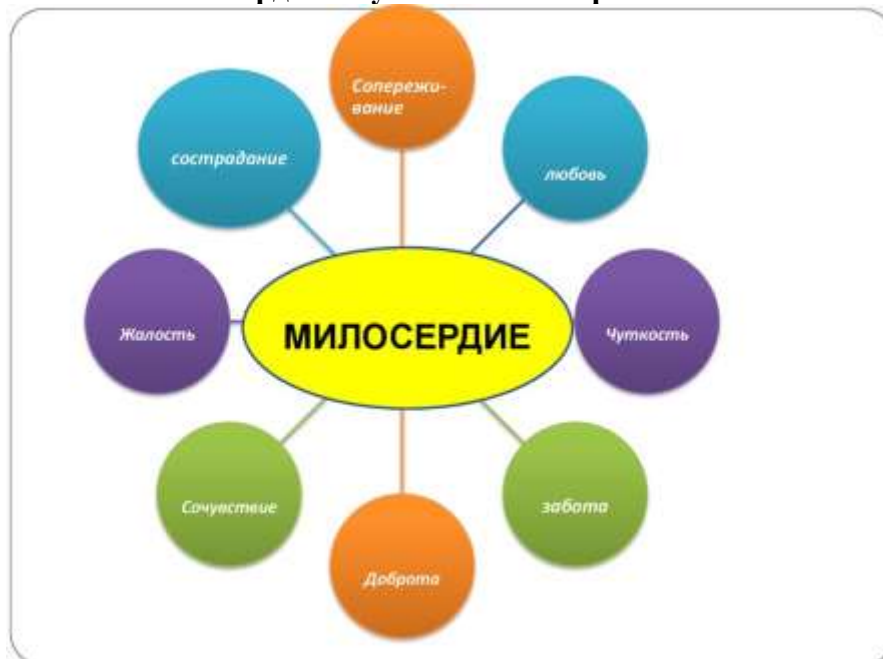 Сопережи-
вание
сострадание
любовь
Жалость
МИЛОСЕРДИЕ
Чуткость
Сочувствие
забота
Доброта